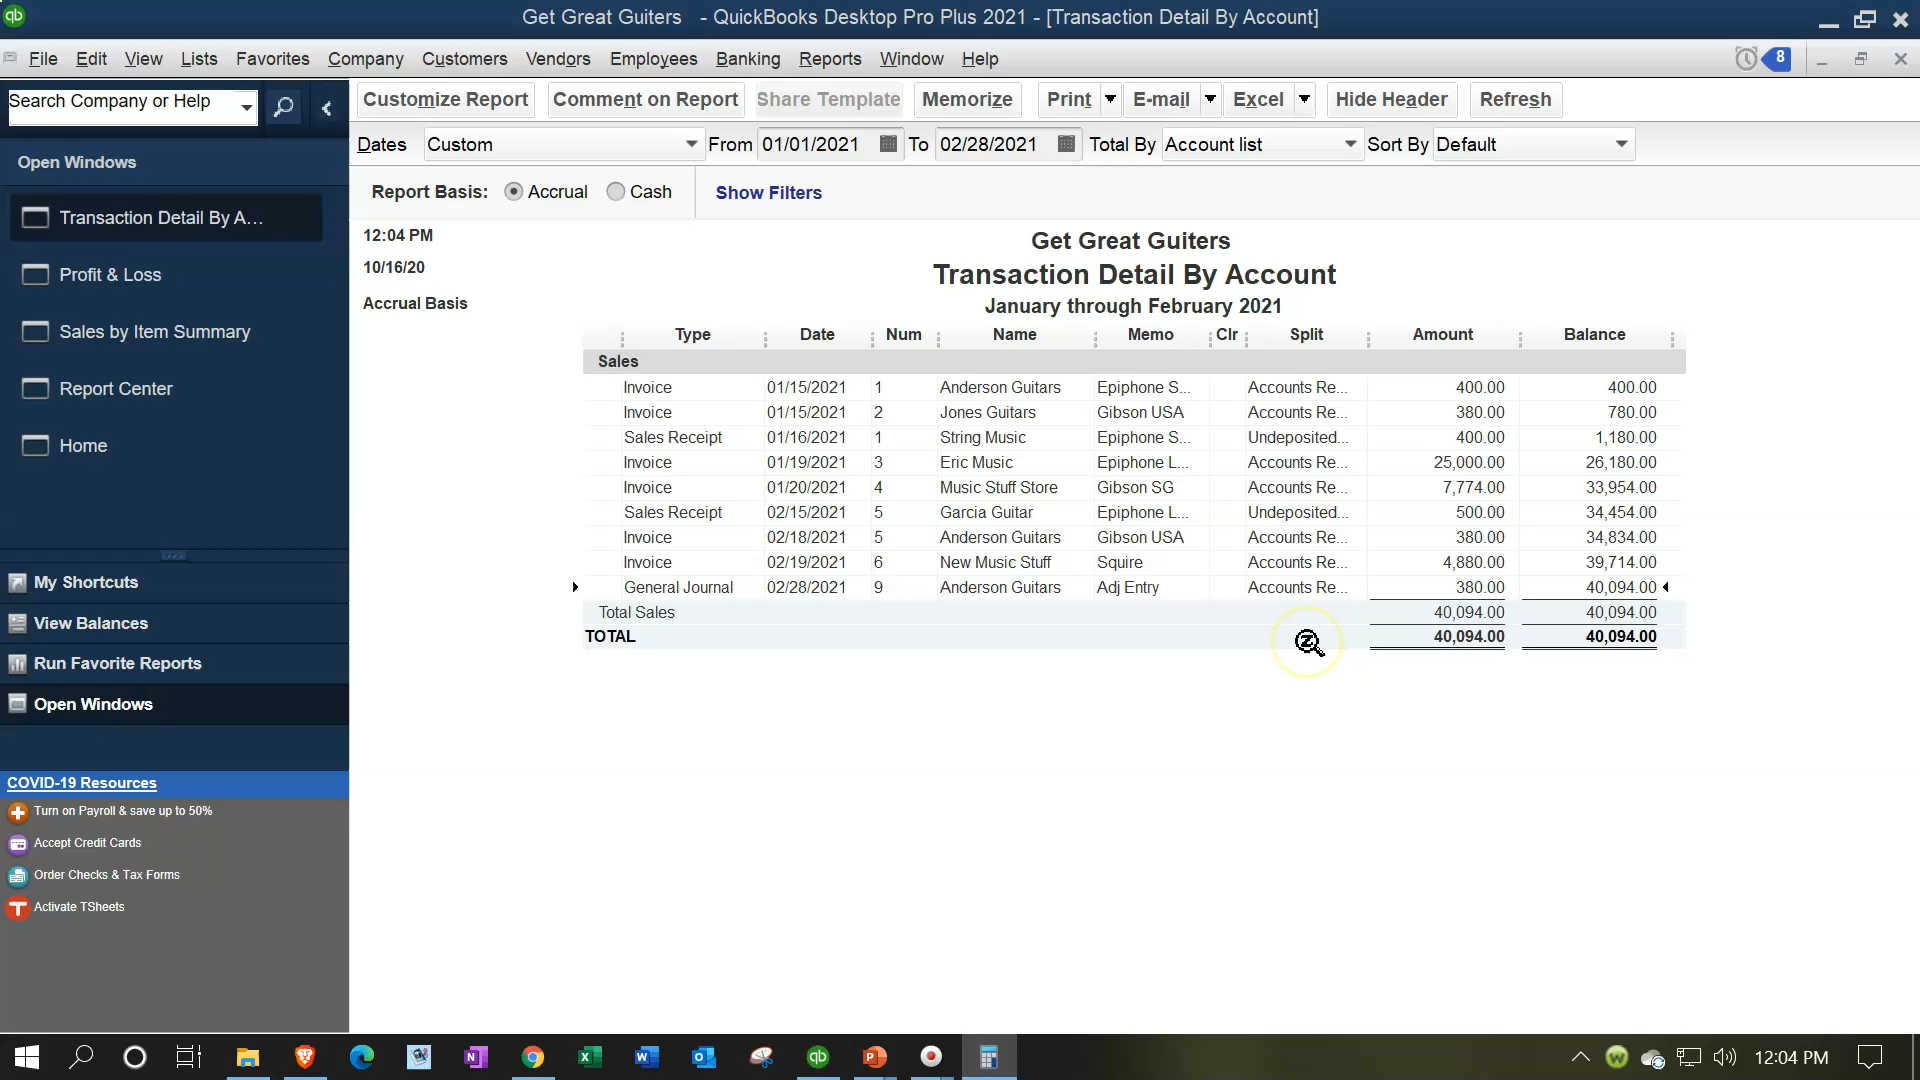 Get Great Guiters - QuickBooks Desktop Pro Plus 2021 - [Transaction Detail By Account]
File Edit View Lists Favorites Company Customers Vendors Employees Banking Reports Window Help 8
Search Company or Help
Customize Report Comment on Report Share Template Memorize Print E-mail Excel Hide Header Refresh
Dates Custom From 01/01/2021 To 02/28/2021 Total By Account list Sort By Default
Report Basis: Accrual Cash Show Filters
Open Windows
Transaction Detail By A...
Profit & Loss
Sales by Item Summary
Report Center
Home
My Shortcuts
View Balances
Run Favorite Reports
Open Windows
COVID-19 Resources
Turn on Payroll & save up to 50%
Accept Credit Cards
Order Checks & Tax Forms
Activate TSheets
12:04 PM
10/16/20
Accrual Basis
Get Great Guiters
Transaction Detail By Account
January through February 2021
Type Date Num Name Memo Clr Split Amount Balance
Sales
Invoice 01/15/2021 1 Anderson Guitars Epiphone S... Accounts Re... 400.00 400.00
Invoice 01/15/2021 2 Jones Guitars Gibson USA Accounts Re... 380.00 780.00
Sales Receipt 01/16/2021 1 String Music Epiphone S... Undeposited... 400.00 1,180.00
Invoice 01/19/2021 3 Eric Music Epiphone L... Accounts Re... 25,000.00 26,180.00
Invoice 01/20/2021 4 Music Stuff Store Gibson SG Accounts Re... 7,774.00 33,954.00
Sales Receipt 02/15/2021 5 Garcia Guitar Epiphone L... Undeposited... 500.00 34,454.00
Invoice 02/18/2021 5 Anderson Guitars Gibson USA Accounts Re... 380.00 34,834.00
Invoice 02/19/2021 6 New Music Stuff Squire Accounts Re... 4,880.00 39,714.00
General Journal 02/28/2021 9 Anderson Guitars Adj Entry Accounts Re... 380.00 40,094.00
Total Sales 40,094.00 40,094.00
TOTAL 40,094.00 40,094.00
12:04 PM